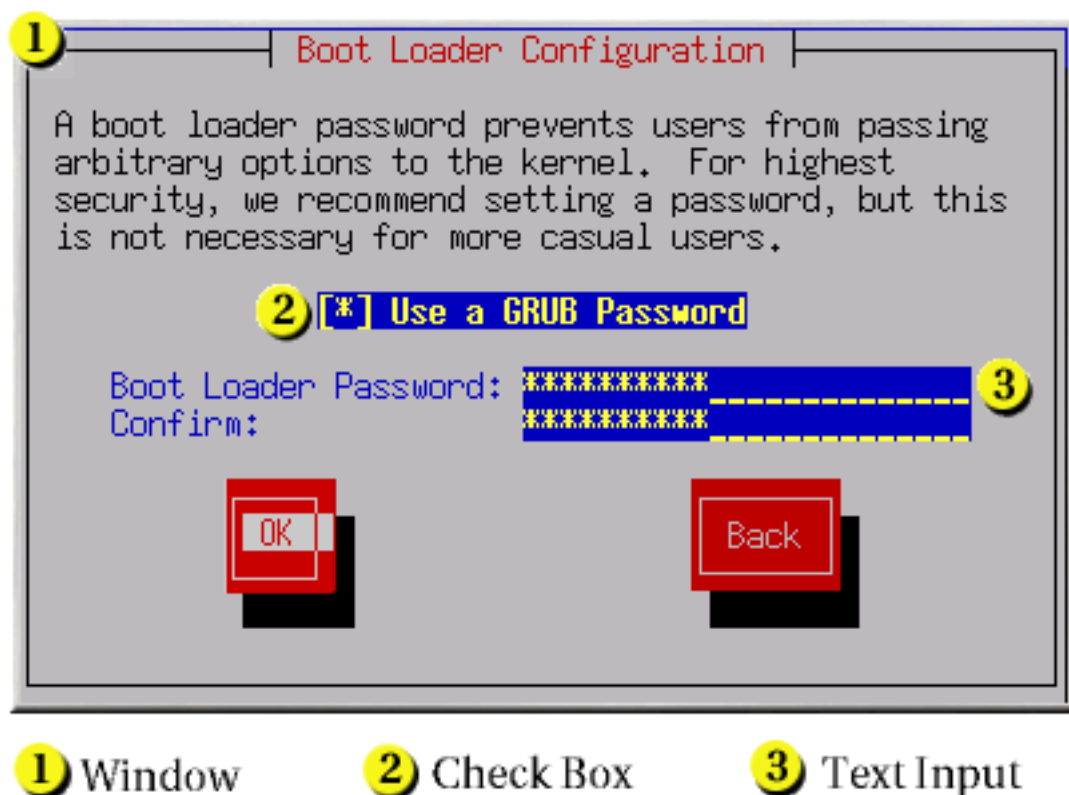 1
Boot Loader Configuration
A boot loader password prevents users from passing
arbitrary options to the kernel. For highest
security, we recommend setting a password, but this
is not necessary for more casual users.
2 [*] Use a GRUB Password
Boot Loader Password: ********** 3
Confirm: **********
OK Back
1 Window 2 Check Box 3 Text Input